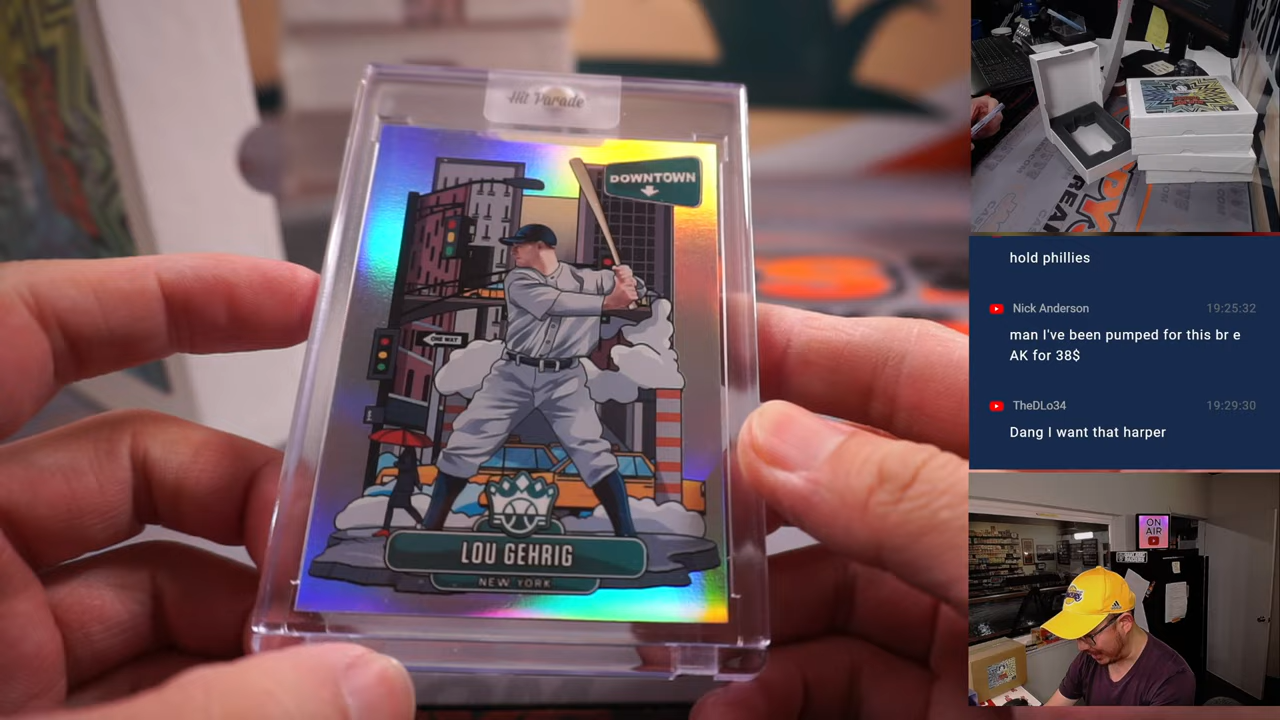 Hit Parade
DOWNTOWN
ONE WAY
LOU GEHRIG
NEW YORK
hold phillies
Nick Anderson 19:25:32
man I've been pumped for this br e
AK for 38$
TheDLo34 19:29:30
Dang I want that harper
ON
AIR